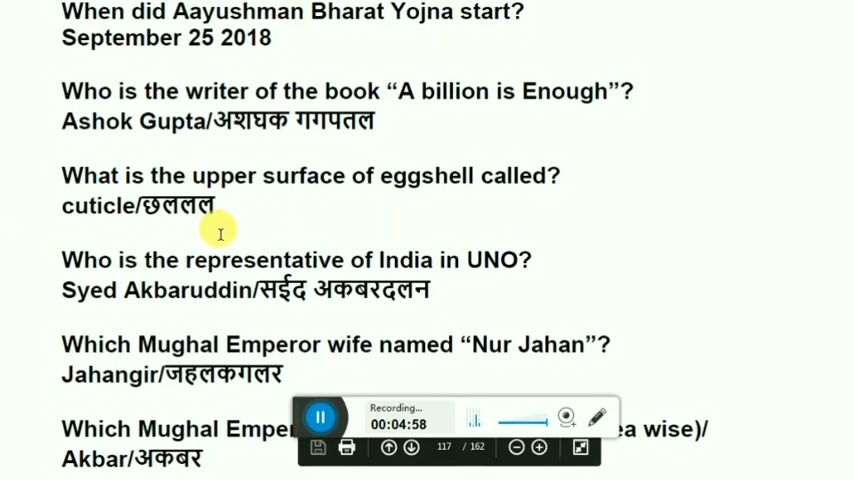 When did Aayushman Bharat Yojna start?
September 25 2018
Who is the writer of the book “A billion is Enough”?
Ashok Gupta/अशघक गगपतल
What is the upper surface of eggshell called?
cuticle/छललल
Who is the representative of India in UNO?
Syed Akbaruddin/सईद अकबरदलन
Which Mughal Emperor wife named “Nur Jahan”?
Jahangir/जहलकगलर
Recording...
00:04:58
Which Mughal Emper ea wise)/
117 / 162
Akbar/अकबर